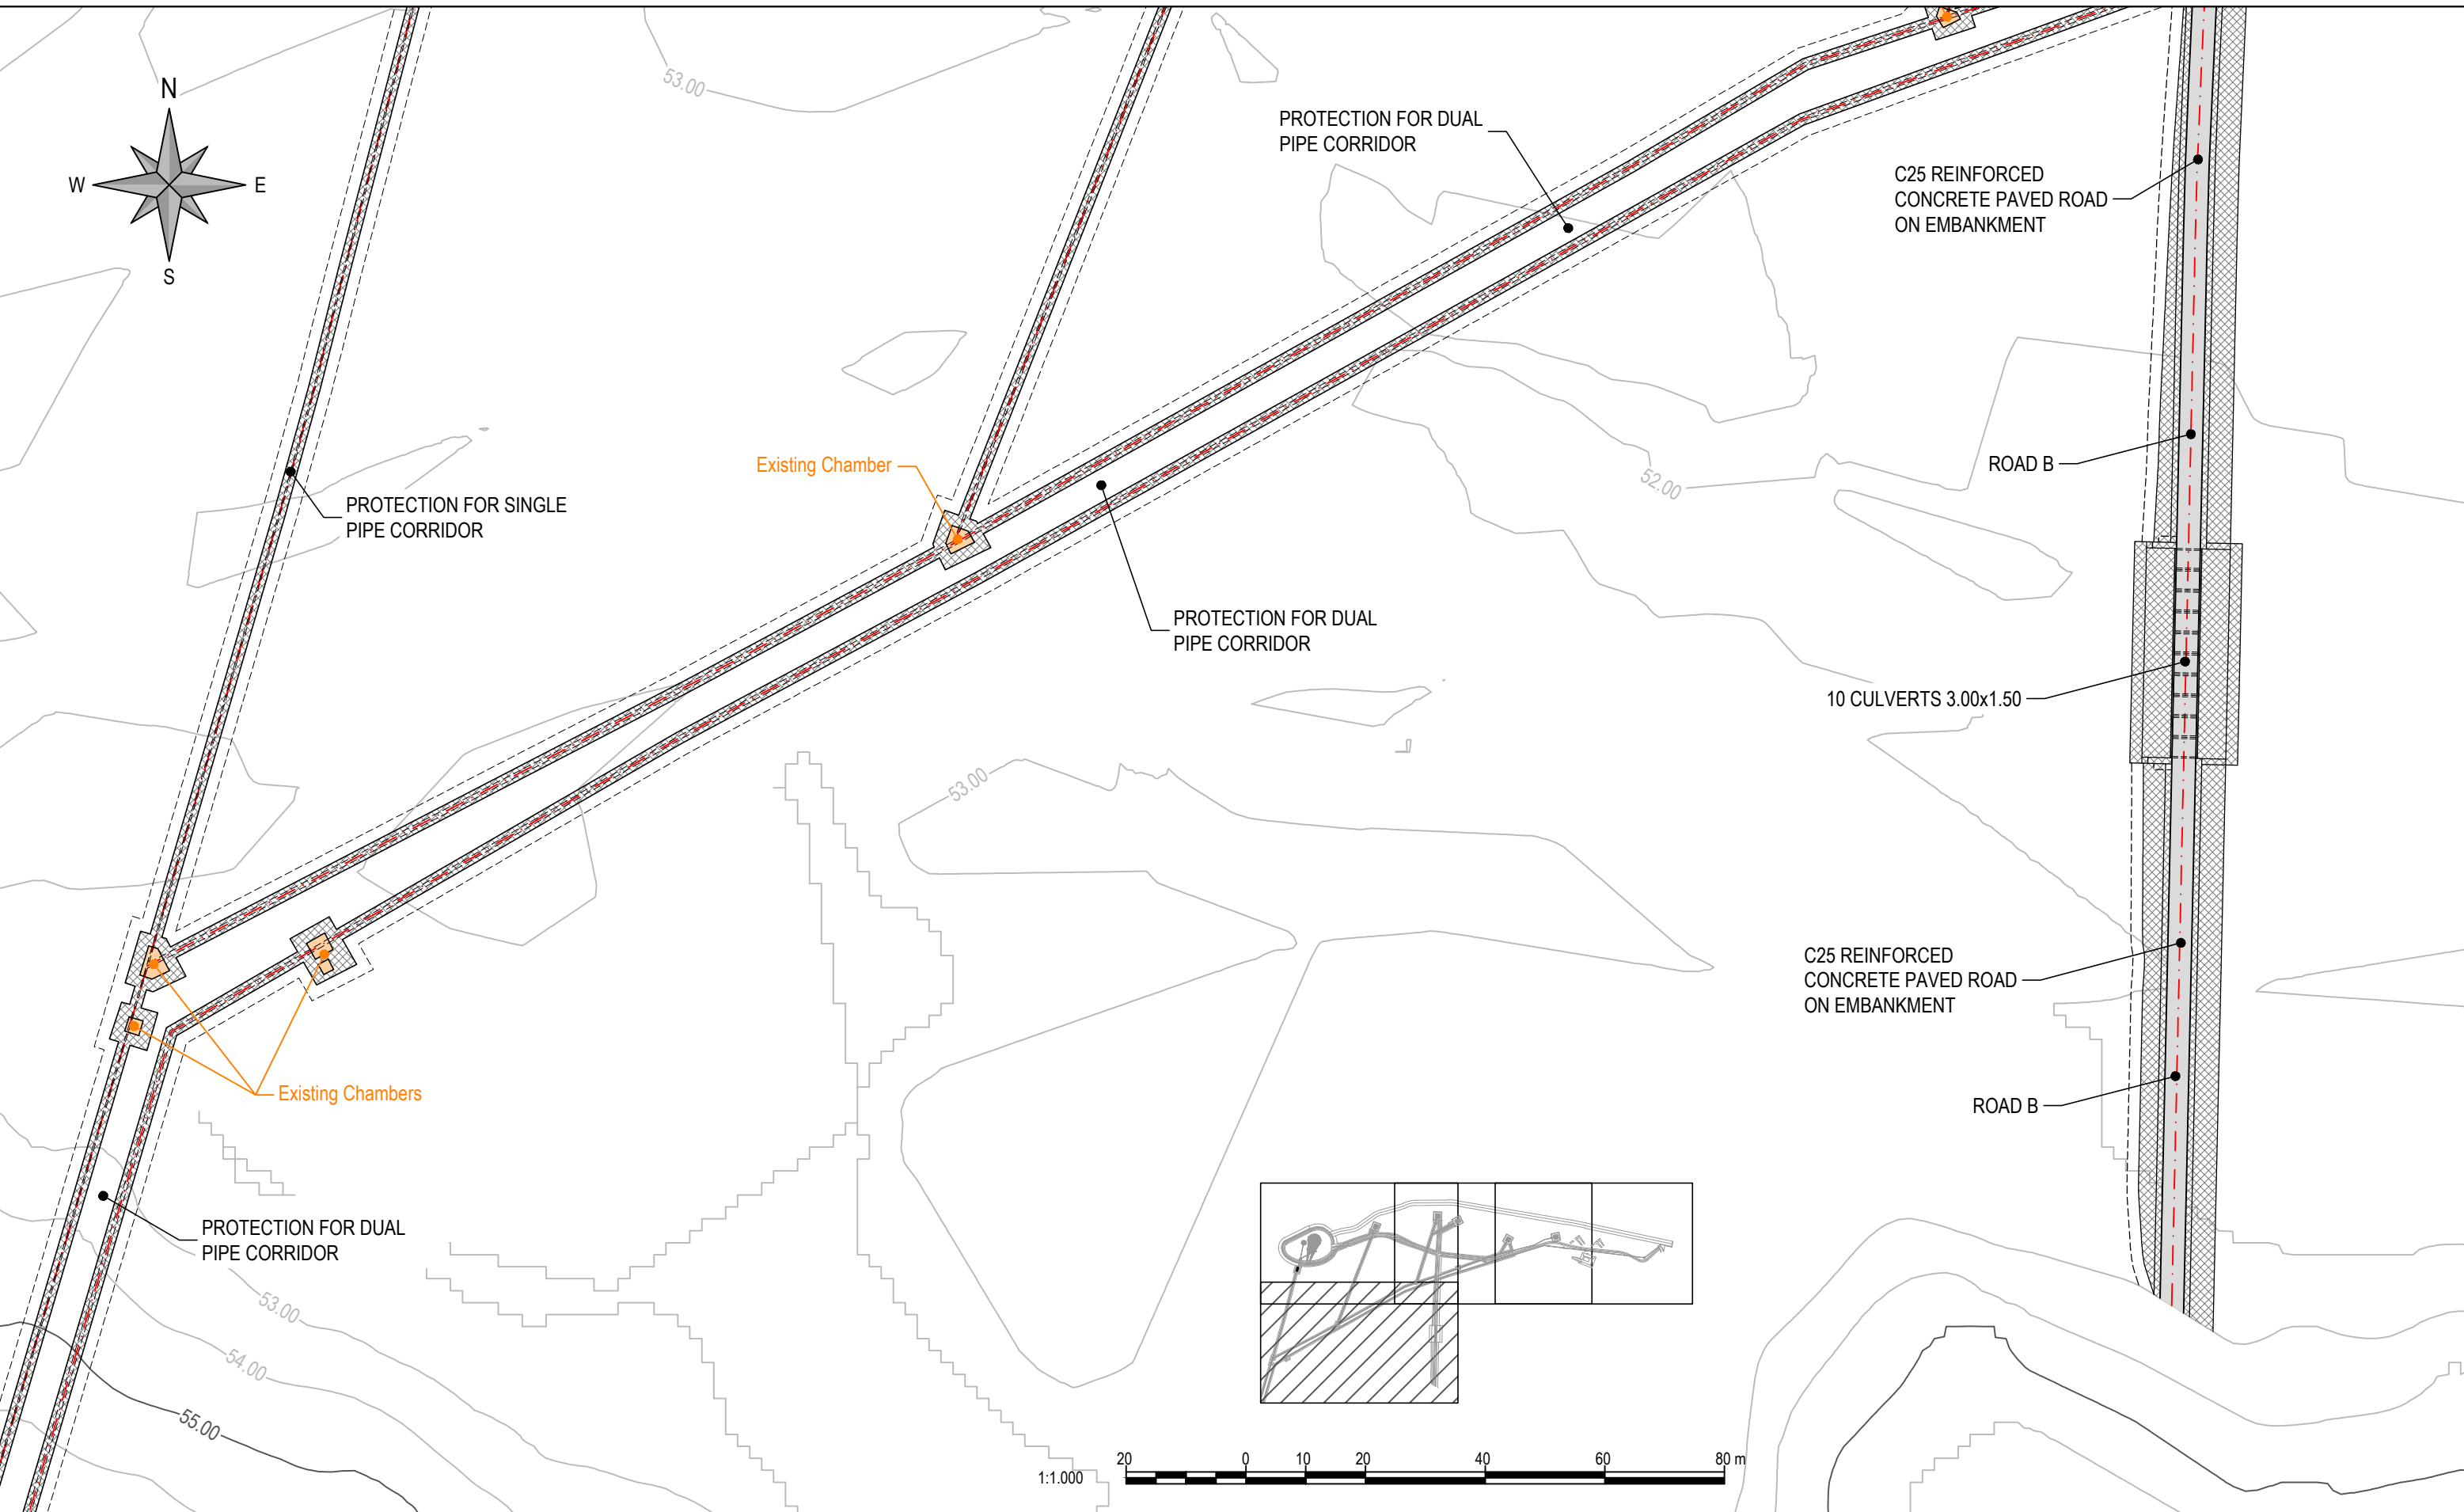 53.00
N
W
E
S
PROTECTION FOR DUAL
PIPE CORRIDOR
C25 REINFORCED
CONCRETE PAVED ROAD
ON EMBANKMENT
Existing Chamber
ROAD B
52.00
PROTECTION FOR SINGLE
PIPE CORRIDOR
PROTECTION FOR DUAL
PIPE CORRIDOR
10 CULVERTS 3.00x1.50
53.00
C25 REINFORCED
CONCRETE PAVED ROAD
ON EMBANKMENT
Existing Chambers
ROAD B
PROTECTION FOR DUAL
PIPE CORRIDOR
53.00
54.00
55.00
20 0 10 20 40 60 80 m
1:1.000